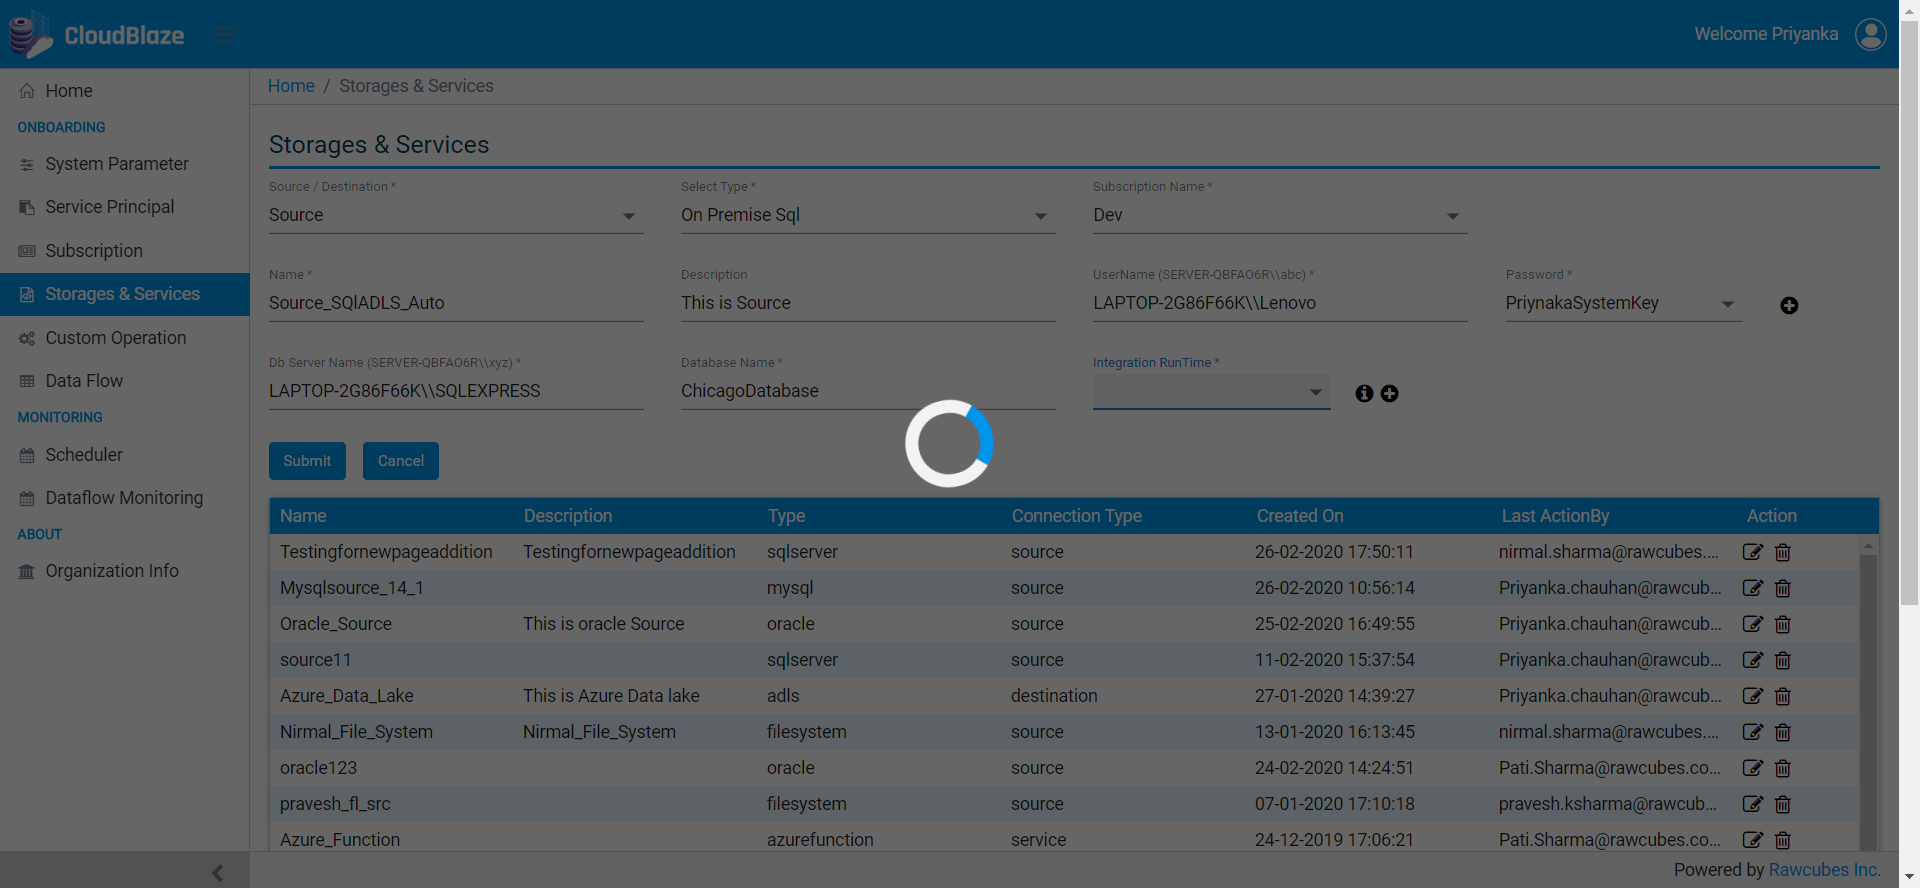 CloudBlaze
Welcome Priyanka
Home
ONBOARDING
System Parameter
Service Principal
Subscription
Storages & Services
Custom Operation
Data Flow
MONITORING
Scheduler
Dataflow Monitoring
ABOUT
Organization Info
Home / Storages & Services
Storages & Services
Source / Destination * Select Type * Subscription Name *
Source On Premise Sql Dev
Name * Description UserName (SERVER-QBFAO6R\\abc) * Password *
Source_SQlADLS_Auto This is Source LAPTOP-2G86F66K\\Lenovo PriynakaSystemKey
Db Server Name (SERVER-QBFAO6R\\xyz) * Database Name * Integration RunTime *
LAPTOP-2G86F66K\\SQLEXPRESS ChicagoDatabase
Submit Cancel
Name Description Type Connection Type Created On Last ActionBy Action
Testingfornewpageaddition Testingfornewpageaddition sqlserver source 26-02-2020 17:50:11 nirmal.sharma@rawcubes....
Mysqlsource_14_1 mysql source 26-02-2020 10:56:14 Priyanka.chauhan@rawcub...
Oracle_Source This is oracle Source oracle source 25-02-2020 16:49:55 Priyanka.chauhan@rawcub...
source11 sqlserver source 11-02-2020 15:37:54 Priyanka.chauhan@rawcub...
Azure_Data_Lake This is Azure Data lake adls destination 27-01-2020 14:39:27 Priyanka.chauhan@rawcub...
Nirmal_File_System Nirmal_File_System filesystem source 13-01-2020 16:13:45 nirmal.sharma@rawcubes....
oracle123 oracle source 24-02-2020 14:24:51 Pati.Sharma@rawcubes.co...
pravesh_fl_src filesystem source 07-01-2020 17:10:18 pravesh.ksharma@rawcub...
Azure_Function azurefunction service 24-12-2019 17:06:21 Pati.Sharma@rawcubes.co...
Powered by Rawcubes Inc.